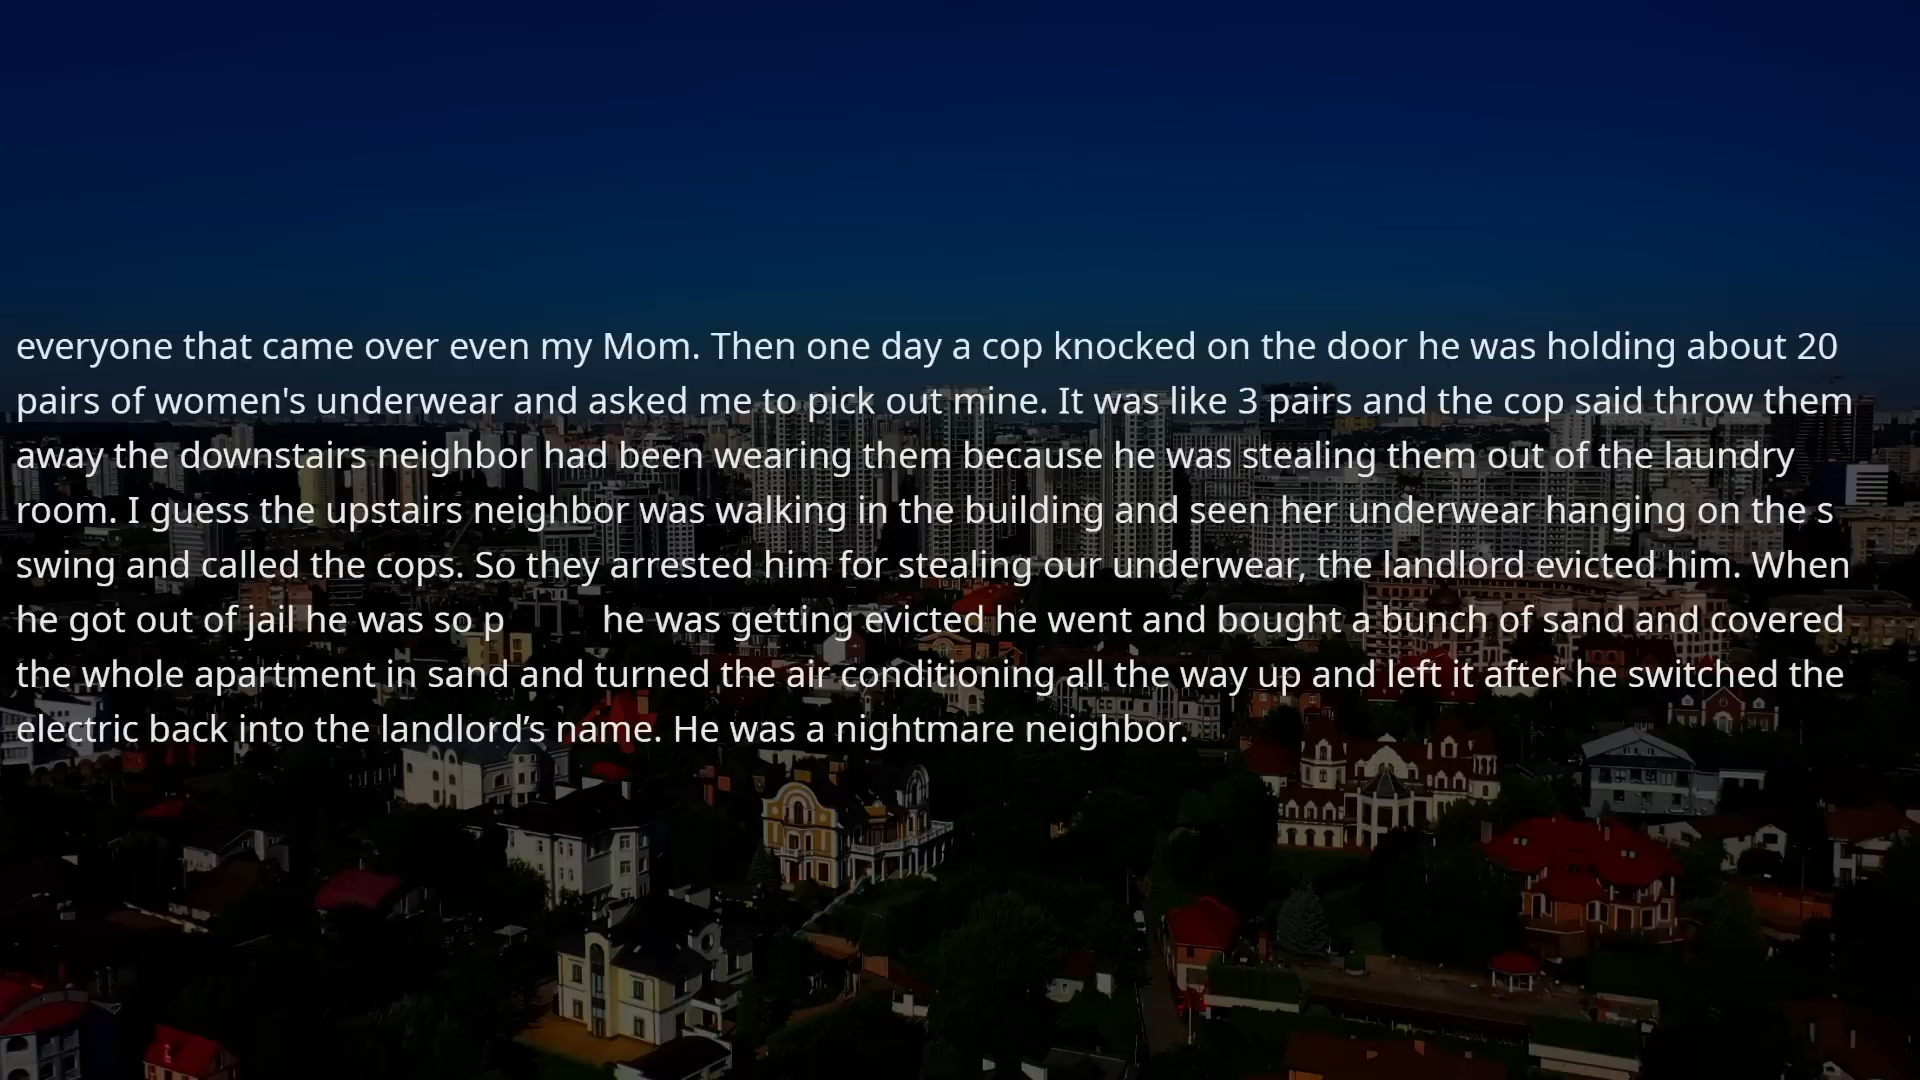 everyone that came over even my Mom. Then one day a cop knocked on the door he was holding about 20
pairs of women's underwear and asked me to pick out mine. It was like 3 pairs and the cop said throw them
away the downstairs neighbor had been wearing them because he was stealing them out of the laundry
room. I guess the upstairs neighbor was walking in the building and seen her underwear hanging on the s
swing and called the cops. So they arrested him for stealing our underwear, the landlord evicted him. When
he got out of jail he was so p he was getting evicted he went and bought a bunch of sand and covered
the whole apartment in sand and turned the air conditioning all the way up and left it after he switched the
electric back into the landlord’s name. He was a nightmare neighbor.